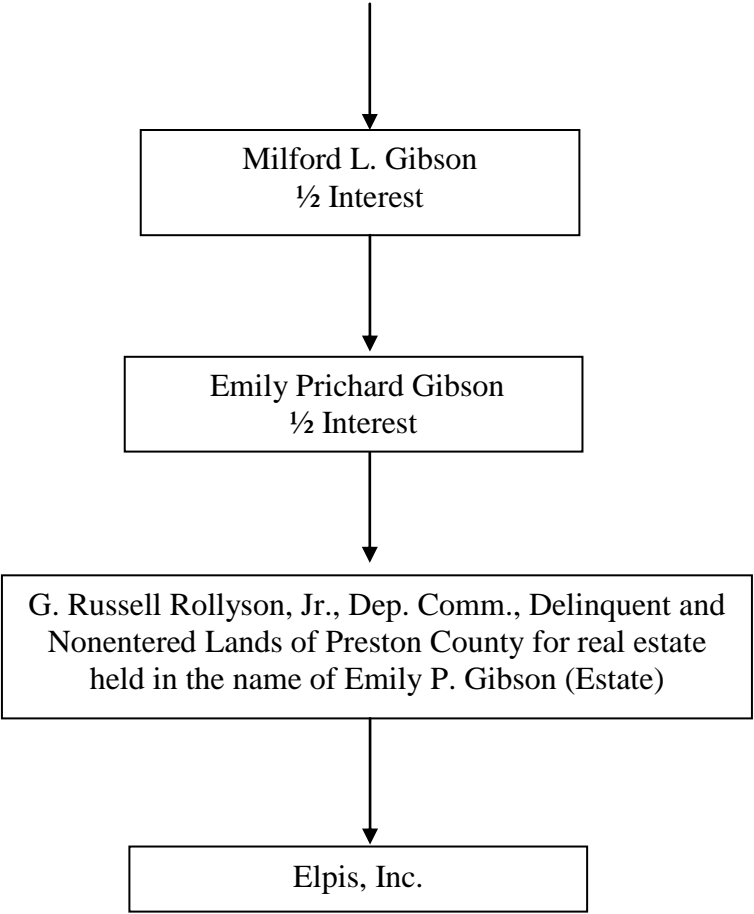 Milford L. Gibson
½ Interest
Emily Prichard Gibson
½ Interest
G. Russell Rollyson, Jr., Dep. Comm., Delinquent and
Nonentered Lands of Preston County for real estate
held in the name of Emily P. Gibson (Estate)
Elpis, Inc.